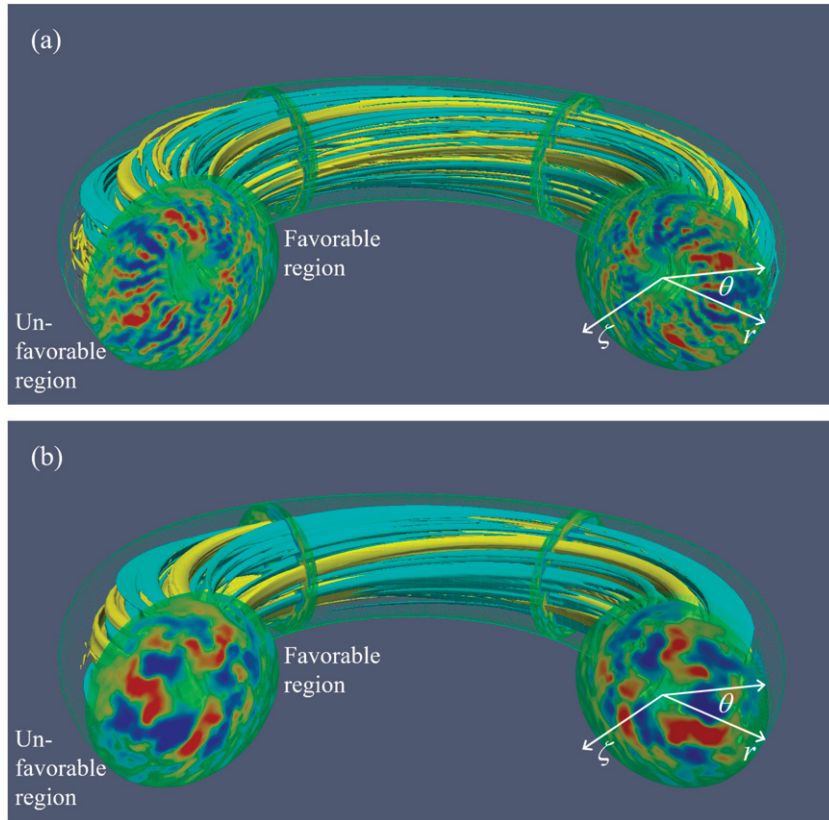 (a)
Favorable
region
Un-
favorable
region
θ
r
ζ
(b)
Favorable
region
Un-
favorable
region
θ
r
ζ